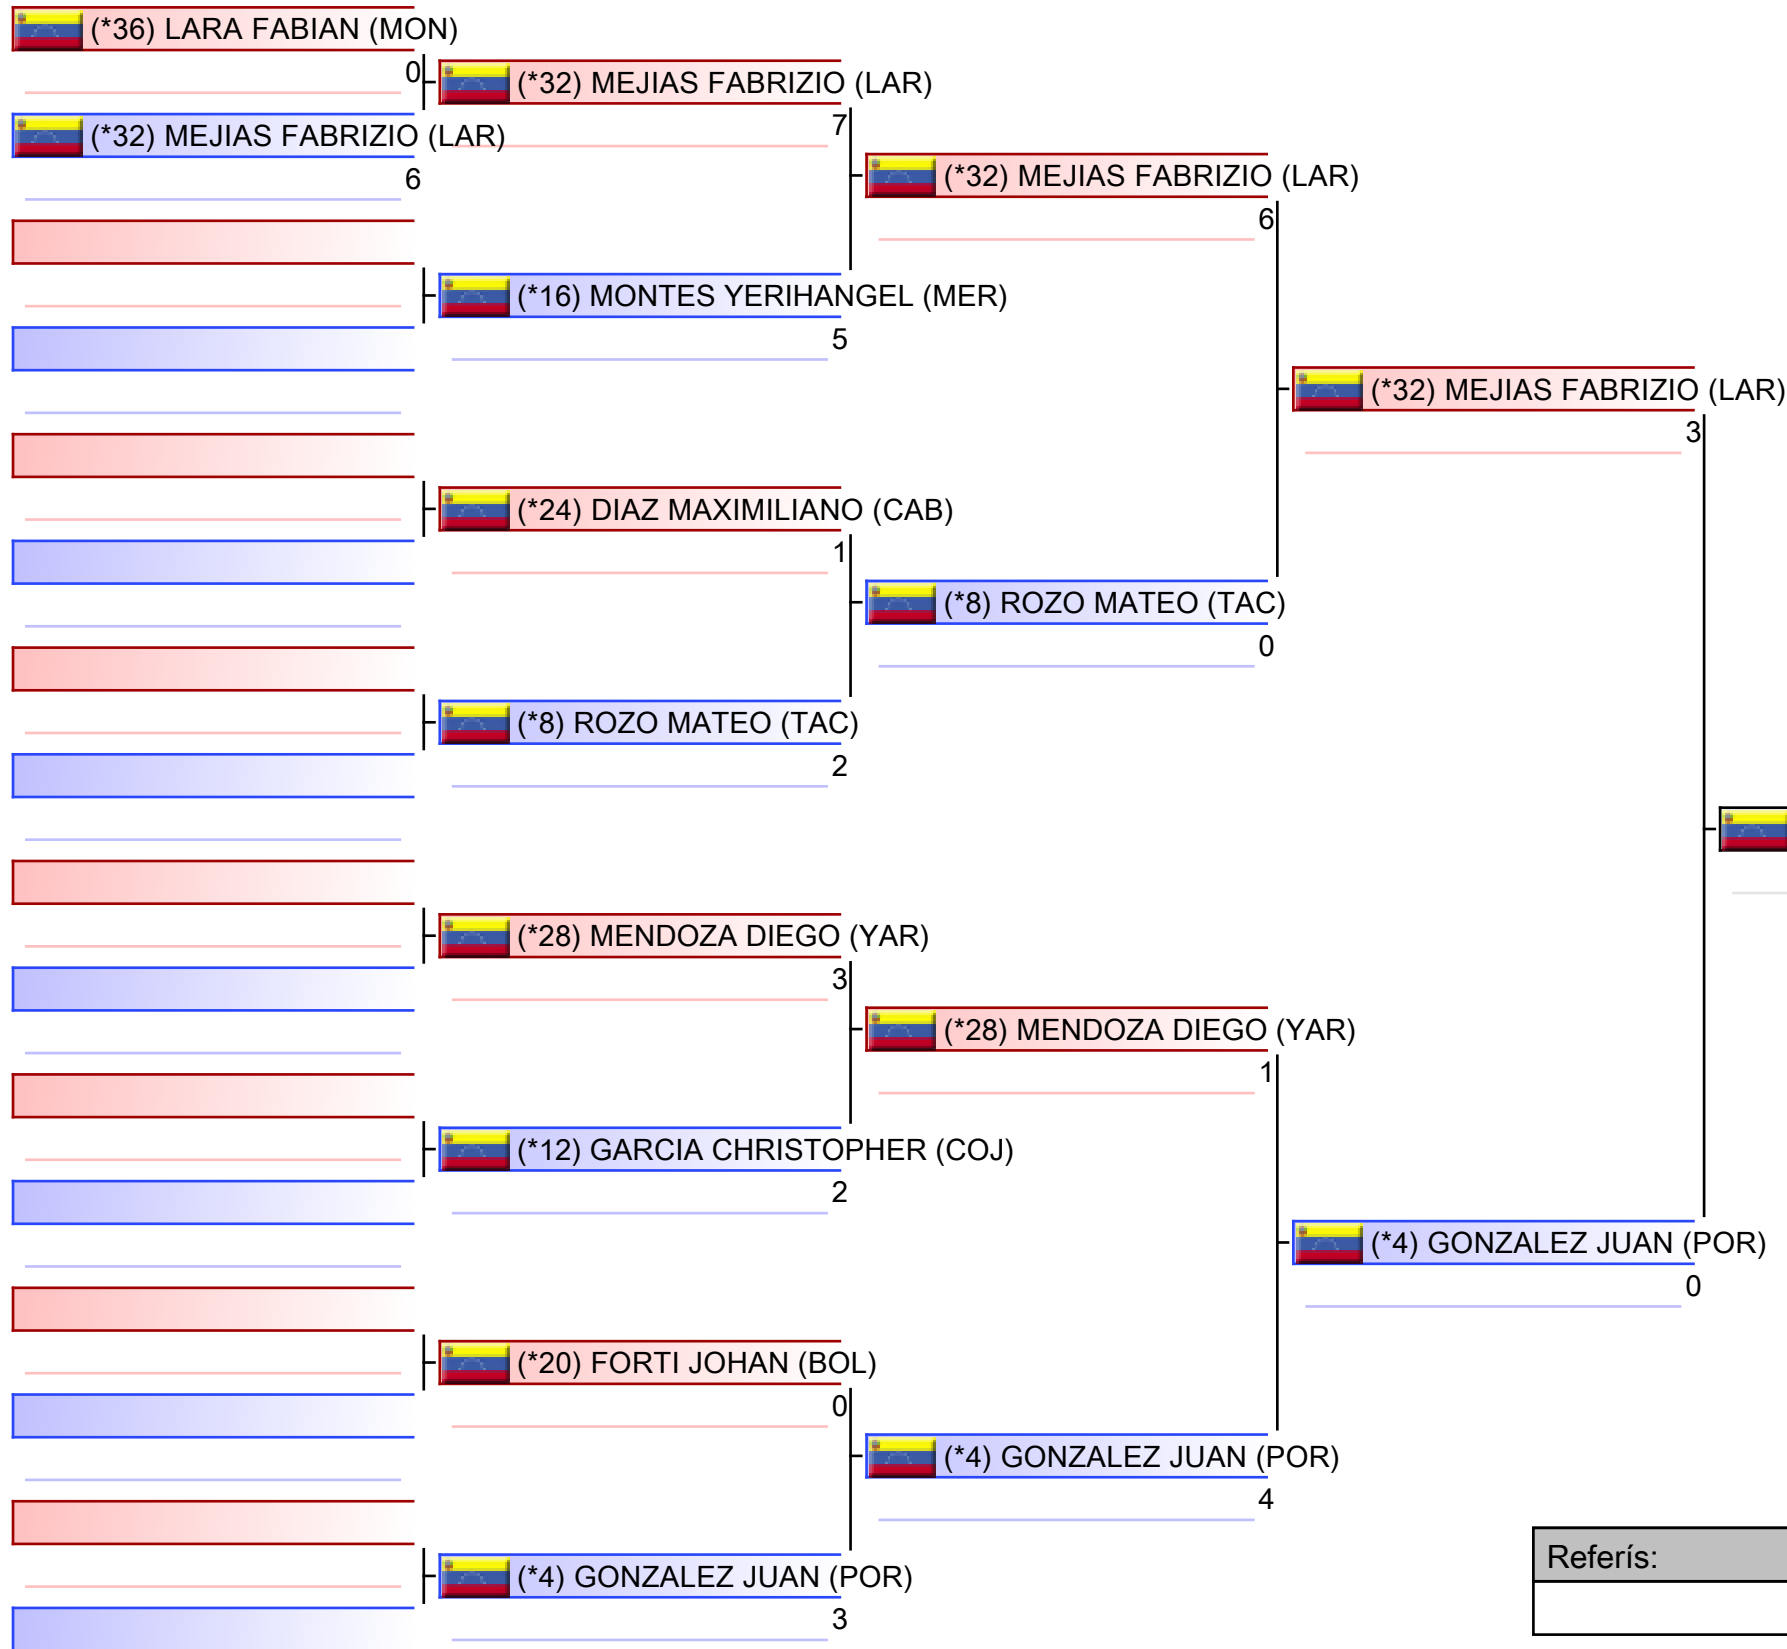 (*36) LARA FABIAN (MON)
0
(*32) MEJIAS FABRIZIO (LAR)
7
(*32) MEJIAS FABRIZIO (LAR)
6
(*32) MEJIAS FABRIZIO (LAR)
6
(*16) MONTES YERIHANGEL (MER)
5
(*32) MEJIAS FABRIZIO (LAR)
3
(*24) DIAZ MAXIMILIANO (CAB)
1
(*8) ROZO MATEO (TAC)
0
(*8) ROZO MATEO (TAC)
2
(*28) MENDOZA DIEGO (YAR)
3
(*28) MENDOZA DIEGO (YAR)
1
(*12) GARCIA CHRISTOPHER (COJ)
2
(*4) GONZALEZ JUAN (POR)
0
(*20) FORTI JOHAN (BOL)
0
(*4) GONZALEZ JUAN (POR)
4
(*4) GONZALEZ JUAN (POR)
3
Referís: